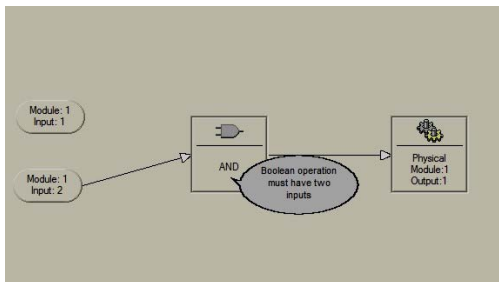 Module: 1
Input: 1
Module: 1
Input: 2
AND
Boolean operation
must have two
inputs
Physical
Module:1
Output:1